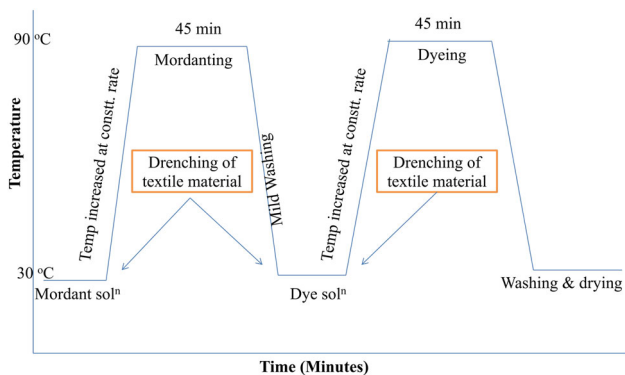 45 min
45 min
90 ºC
Mordanting
Dyeing
Temperature
Temp increased at constt. rate
Drenching of
textile material
Mild Washing
Temp increased at constt. rate
Drenching of
textile material
30 ºC
Mordant solⁿ
Dye solⁿ
Washing & drying
Time (Minutes)